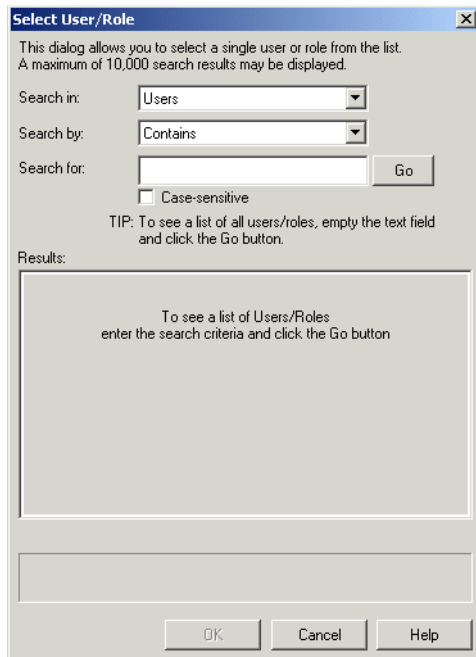 Select User/Role
This dialog allows you to select a single user or role from the list.
A maximum of 10,000 search results may be displayed.
Search in:
Users
Search by:
Contains
Search for:
Go
Case-sensitive
TIP: To see a list of all users/roles, empty the text field
and click the Go button.
Results:
To see a list of Users/Roles
enter the search criteria and click the Go button
OK
Cancel
Help